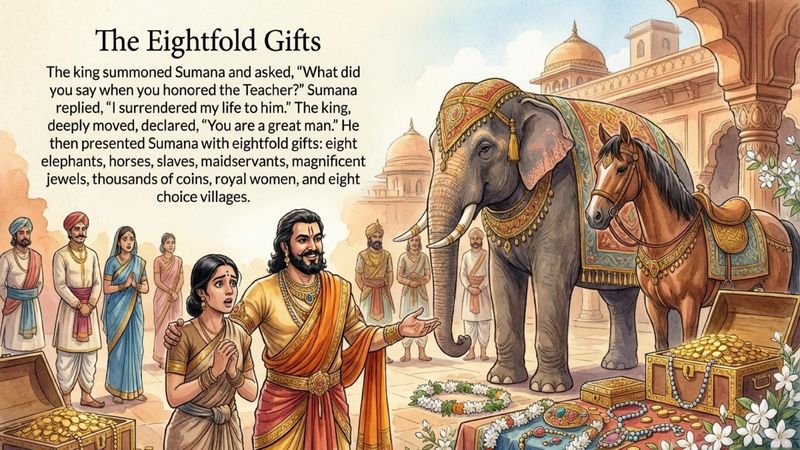 The Eightfold Gifts
The king summoned Sumana and asked, “What did
you say when you honored the Teacher?” Sumana
replied, “I surrendered my life to him.” The king,
deeply moved, declared, “You are a great man.” He
then presented Sumana with eightfold gifts: eight
elephants, horses, slaves, maidservants, magnificent
jewels, thousands of coins, royal women, and eight
choice villages.